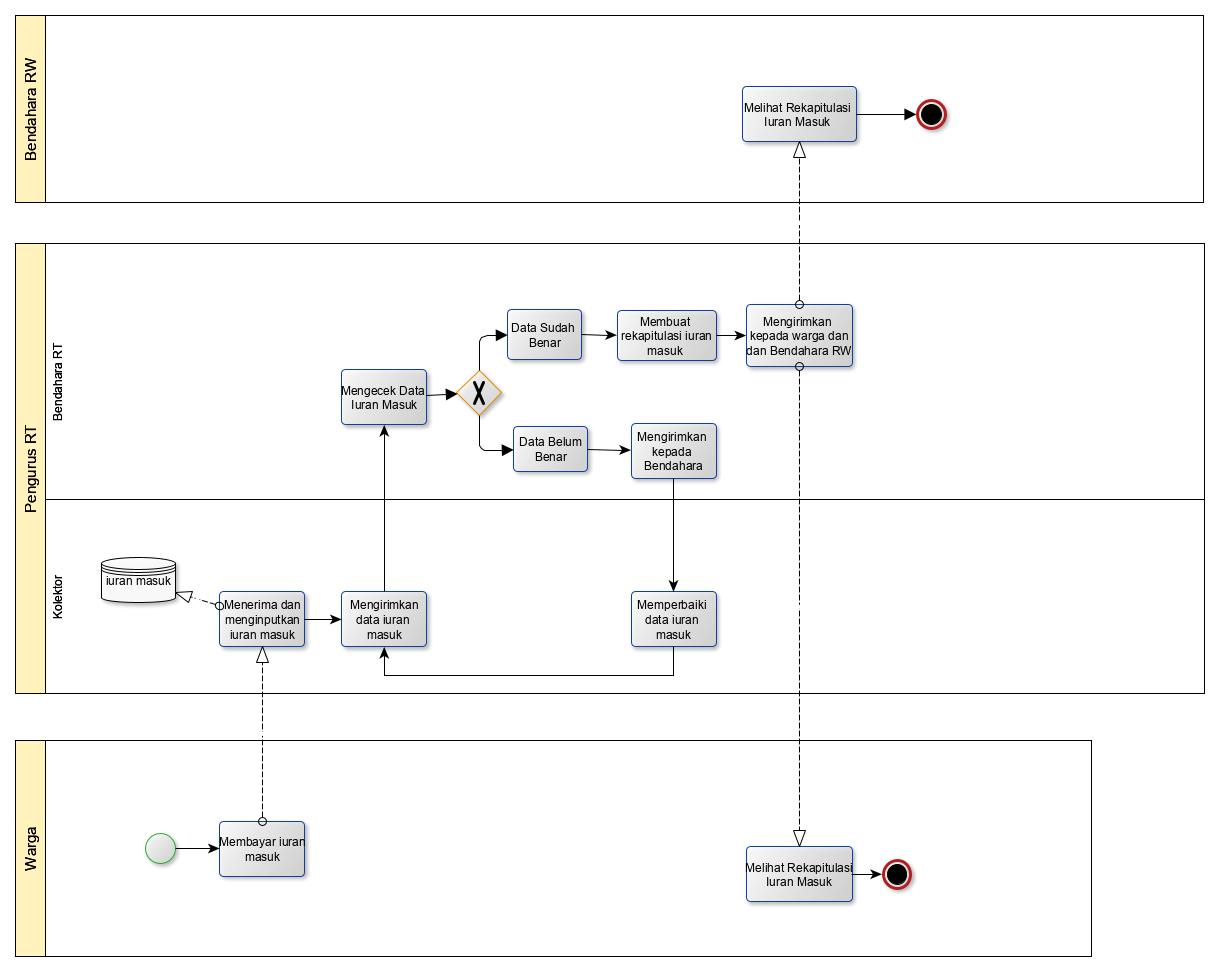 Bendahara RW
Melihat Rekapitulasi
Iuran Masuk
Pengurus RT
Bendahara RT
Data Sudah
Benar
Membuat
rekapitulasi iuran
masuk
Mengirimkan
kepada warga dan
dan Bendahara RW
Mengecek Data
Iuran Masuk
X
Data Belum
Benar
Mengirimkan
kepada
Bendahara
Kolektor
iuran masuk
Menerima dan
menginputkan
iuran masuk
Mengirimkan
data iuran
masuk
Memperbaiki
data iuran
masuk
Warga
Membayar iuran
masuk
Melihat Rekapitulasi
Iuran Masuk